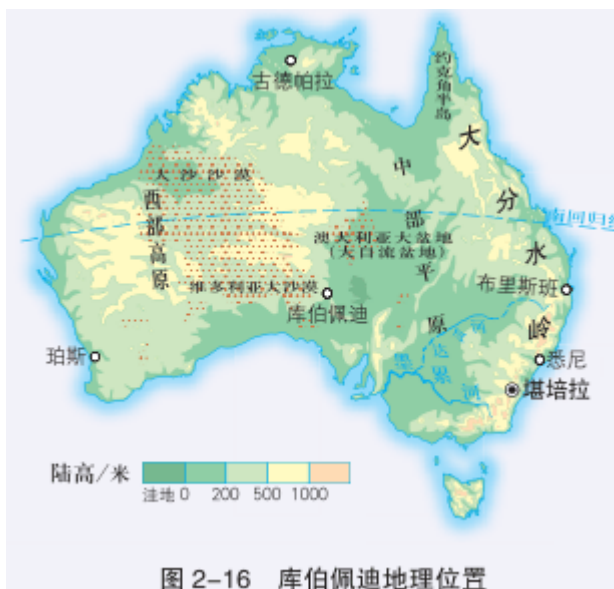 古德帕拉
约克角半岛
大分水岭
大沙沙漠
西部高原
中部平原
南回归线
澳大利亚大盆地
(大自流盆地)
维多利亚大沙漠
库伯佩迪
布里斯班
珀斯
墨累河
达令河
悉尼
堪培拉
陆高/米
洼地 0 200 500 1000
图 2-16 库伯佩迪地理位置